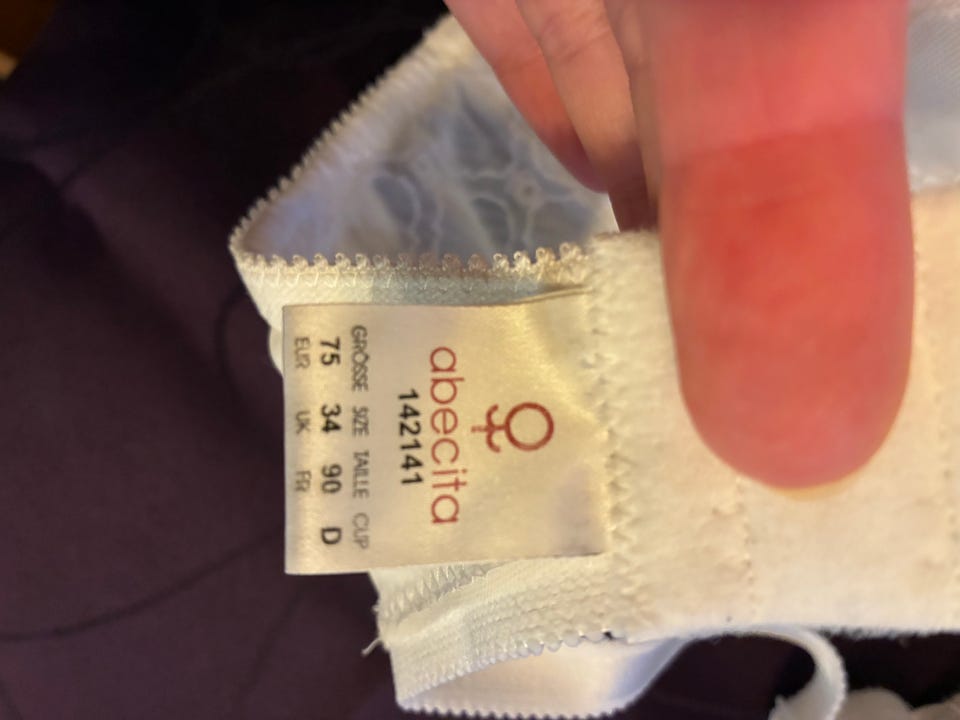 abecita
142141
GRÖSSE SIZE TAILLE CUP
75 34 90 D
EUR UK FR